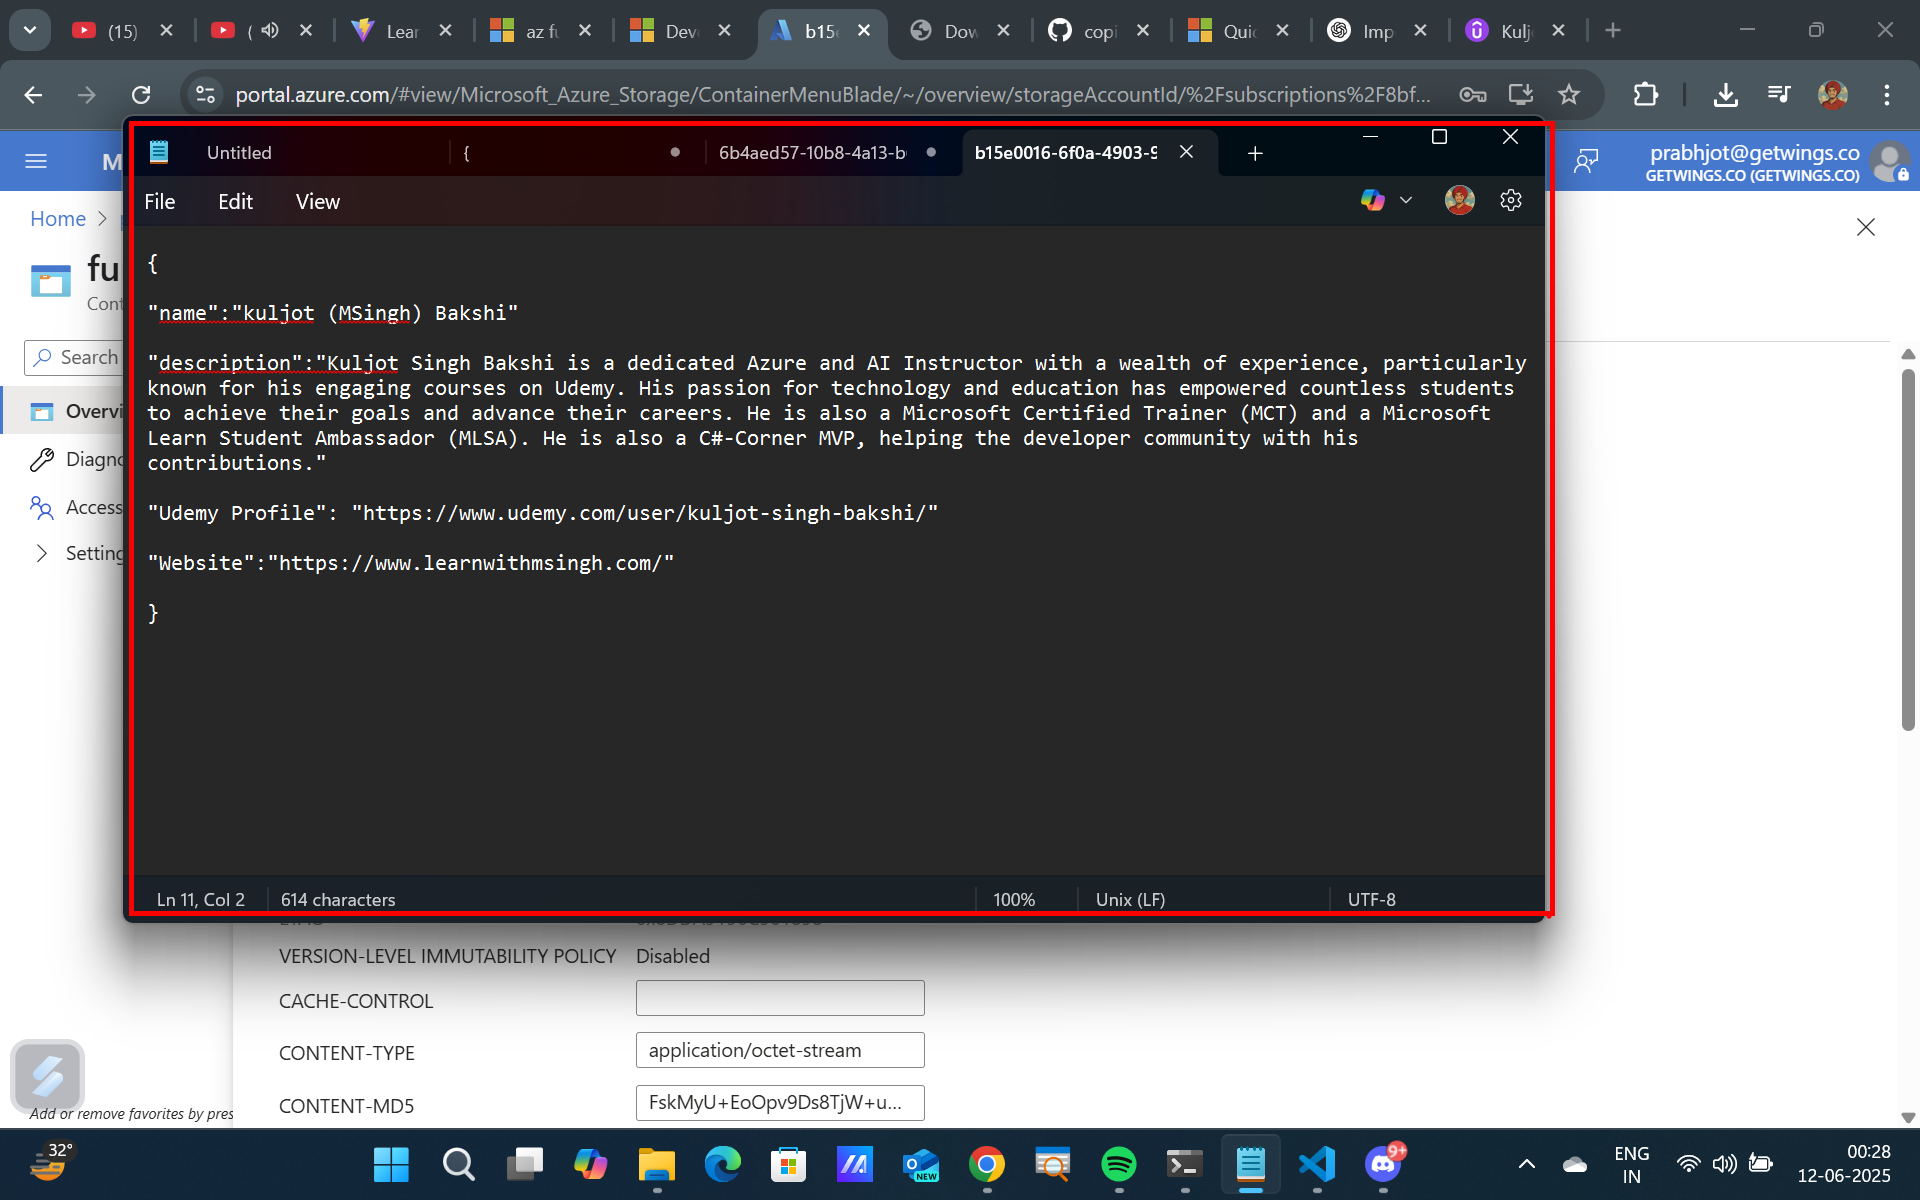 (15)
(
Lear
az fu
Dev
b15
Dow
copi
Quic
Imp
Kulj
portal.azure.com/#view/Microsoft_Azure_Storage/ContainerMenuBlade/~/overview/storageAccountId/%2Fsubscriptions%2F8bf...
M
prabhjot@getwings.co
GETWINGS.CO (GETWINGS.CO)
Untitled
{
6b4aed57-10b8-4a13-b
b15e0016-6f0a-4903-9
File
Edit
View
Home
fu
Cont
Search
Overvi
Diagno
Access
Setting
{
"name":"kuljot (MSingh) Bakshi"
"description":"Kuljot Singh Bakshi is a dedicated Azure and AI Instructor with a wealth of experience, particularly
known for his engaging courses on Udemy. His passion for technology and education has empowered countless students
to achieve their goals and advance their careers. He is also a Microsoft Certified Trainer (MCT) and a Microsoft
Learn Student Ambassador (MLSA). He is also a C#-Corner MVP, helping the developer community with his
contributions."
"Udemy Profile": "https://www.udemy.com/user/kuljot-singh-bakshi/"
"Website":"https://www.learnwithmsingh.com/"
}
Ln 11, Col 2
614 characters
100%
Unix (LF)
UTF-8
VERSION-LEVEL IMMUTABILITY POLICY Disabled
CACHE-CONTROL
CONTENT-TYPE application/octet-stream
CONTENT-MD5 FskMyU+EoOpv9Ds8TjW+u...
Add or remove favorites by pres
32°
NEW
9+
ENG
IN
00:28
12-06-2025